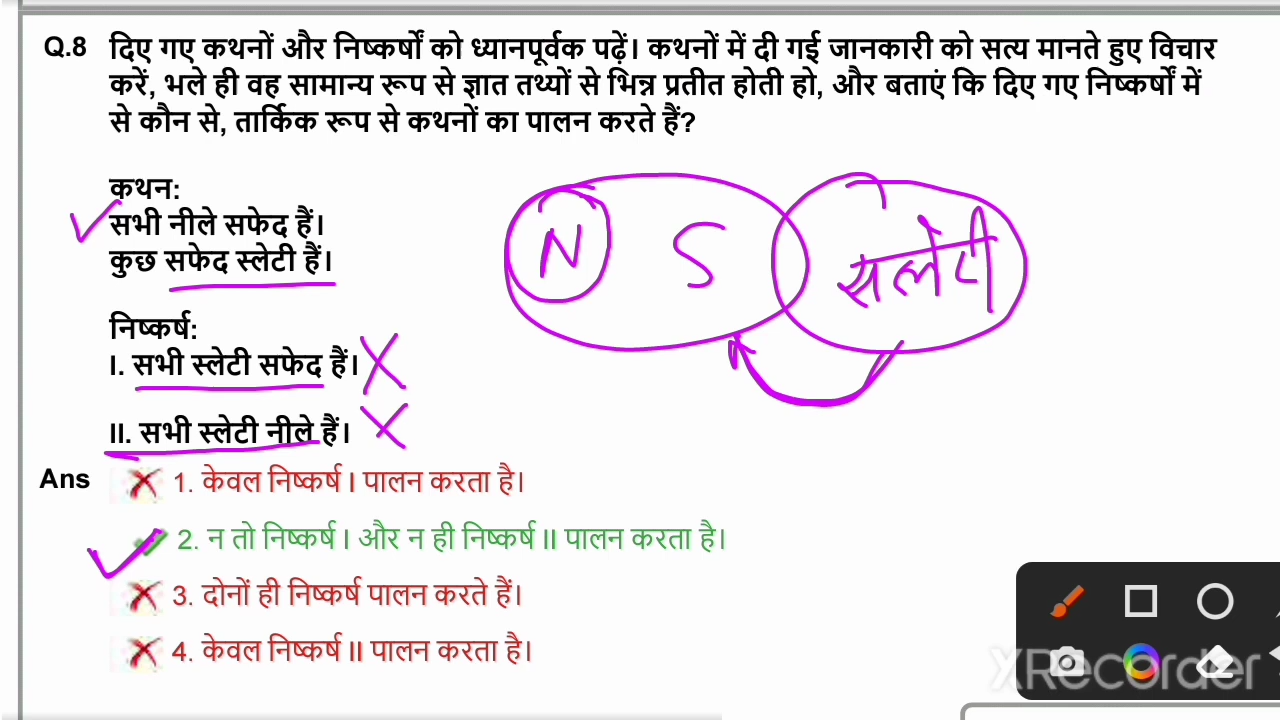 Q.8 दिए गए कथनों और निष्कर्षों को ध्यानपूर्वक पढ़ें। कथनों में दी गई जानकारी को सत्य मानते हुए विचार
करें, भले ही वह सामान्य रूप से ज्ञात तथ्यों से भिन्न प्रतीत होती हो, और बताएं कि दिए गए निष्कर्षों में
से कौन से, तार्किक रूप से कथनों का पालन करते हैं?
कथन:
सभी नीले सफेद हैं।
कुछ सफेद स्लेटी हैं।
N S स्लेटी
निष्कर्ष:
I. सभी स्लेटी सफेद हैं।
II. सभी स्लेटी नीले हैं।
Ans 1. केवल निष्कर्ष I पालन करता है।
2. न तो निष्कर्ष I और न ही निष्कर्ष II पालन करता है।
3. दोनों ही निष्कर्ष पालन करते हैं।
4. केवल निष्कर्ष II पालन करता है।
XRecorder